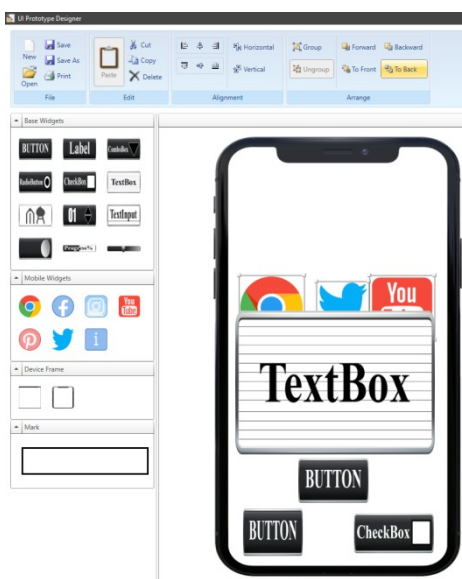 UI Prototype Designer
New
Open
Save
Save As
Print
File
Paste
Cut
Copy
Delete
Edit
Horizontal
Vertical
Alignment
Group
Ungroup
Forward
Backward
To Front
To Back
Arrange
Base Widgets
BUTTON
Label
ComboBox
RadioButton
CheckBox
TextBox
01
TextInput
Progress%
Mobile Widgets
You
Tube
Device Frame
Mark
You
TextBox
BUTTON
BUTTON
CheckBox